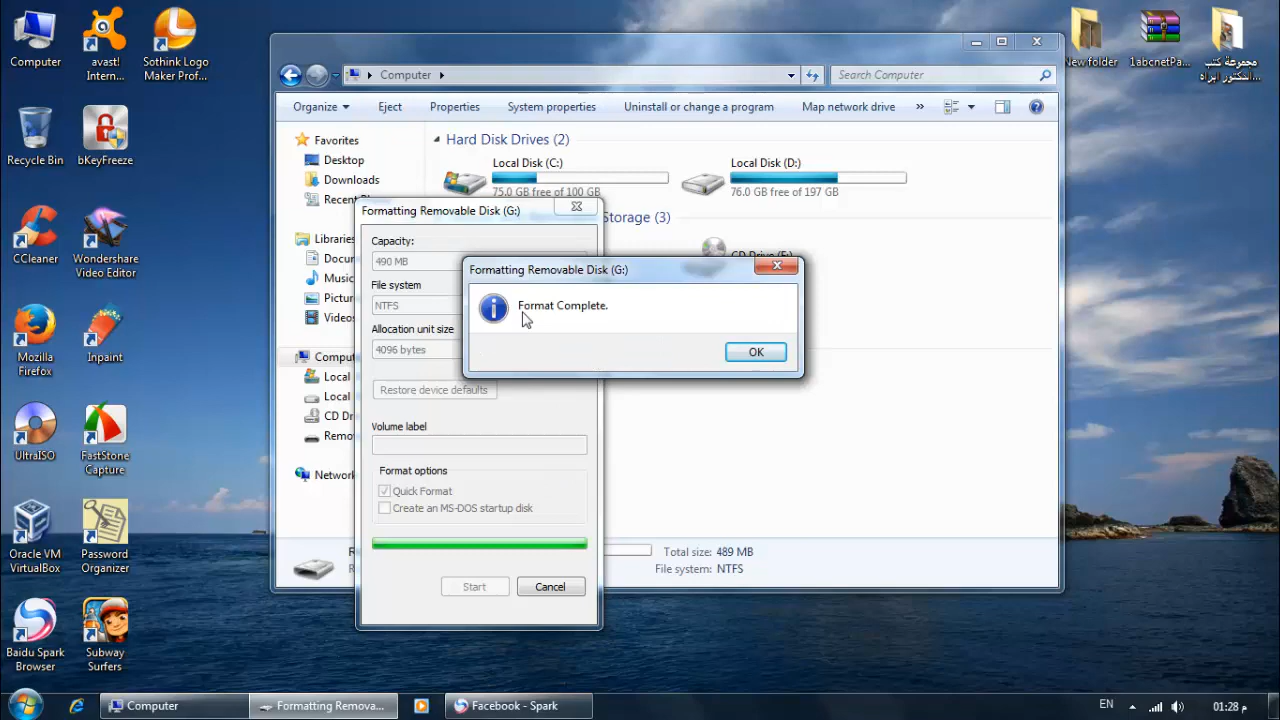 Computer
avast!
Intern...
Sothink Logo
Maker Prof...
Recycle Bin
bKeyFreeze
CCleaner
Wondershare
Video Editor
Mozilla
Firefox
Inpaint
UltraISO
FastStone
Capture
Oracle VM
VirtualBox
Password
Organizer
Baidu Spark
Browser
Subway
Surfers
New folder
1abcnetPa...
مجموعة كتب
Computer
Search Computer
Organize
Eject
Properties
System properties
Uninstall or change a program
Map network drive
»
Favorites
Desktop
Downloads
Recent
Libraries
Docu
Music
Pictur
Videos
Compu
Local
Local
CD Dr
Remo
Network
Hard Disk Drives (2)
Local Disk (C:)
75.0 GB free of 100 GB
Local Disk (D:)
76.0 GB free of 197 GB
Storage (3)
CD Drive (F:)
Formatting Removable Disk (G:)
Capacity:
490 MB
File system
NTFS
Allocation unit size
4096 bytes
Restore device defaults
Volume label
Format options
Quick Format
Create an MS-DOS startup disk
Start
Cancel
Formatting Removable Disk (G:)
Format Complete.
OK
Total size: 489 MB
File system: NTFS
Computer
Formatting Remova...
Facebook - Spark
EN
01:28 م